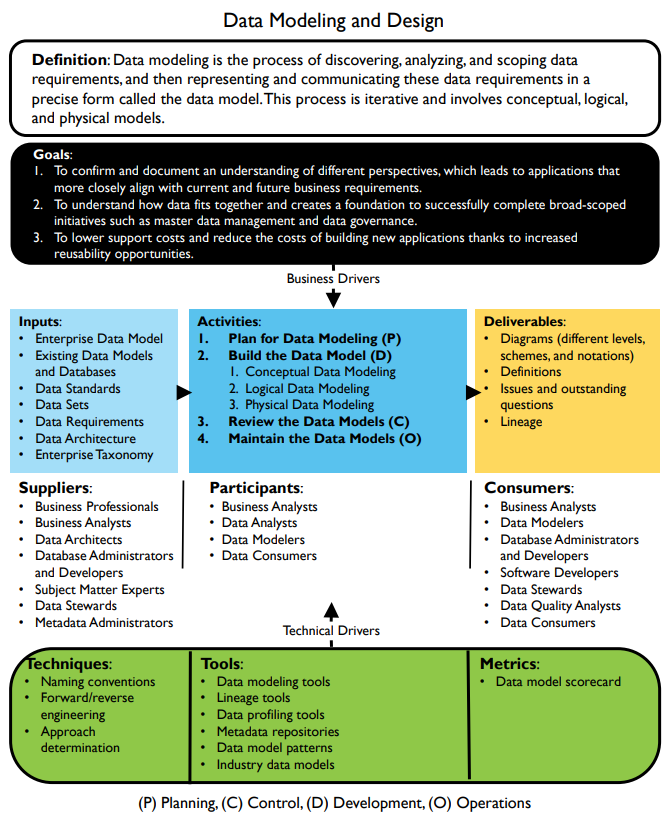 Data Modeling and Design
Definition: Data modeling is the process of discovering, analyzing, and scoping data
requirements, and then representing and communicating these data requirements in a
precise form called the data model. This process is iterative and involves conceptual, logical,
and physical models.
Goals:
1. To confirm and document an understanding of different perspectives, which leads to applications that
more closely align with current and future business requirements.
2. To understand how data fits together and creates a foundation to successfully complete broad-scoped
initiatives such as master data management and data governance.
3. To lower support costs and reduce the costs of building new applications thanks to increased
reusability opportunities.
Business Drivers
Inputs:
• Enterprise Data Model
• Existing Data Models
and Databases
• Data Standards
• Data Sets
• Data Requirements
• Data Architecture
• Enterprise Taxonomy
Activities:
1. Plan for Data Modeling (P)
2. Build the Data Model (D)
1. Conceptual Data Modeling
2. Logical Data Modeling
3. Physical Data Modeling
3. Review the Data Models (C)
4. Maintain the Data Models (O)
Deliverables:
• Diagrams (different levels,
schemes, and notations)
• Definitions
• Issues and outstanding
questions
• Lineage
Suppliers:
• Business Professionals
• Business Analysts
• Data Architects
• Database Administrators
and Developers
• Subject Matter Experts
• Data Stewards
• Metadata Administrators
Participants:
• Business Analysts
• Data Analysts
• Data Modelers
• Data Consumers
Consumers:
• Business Analysts
• Data Modelers
• Database Administrators
and Developers
• Software Developers
• Data Stewards
• Data Quality Analysts
• Data Consumers
Technical Drivers
Techniques:
• Naming conventions
• Forward/reverse
engineering
• Approach
determination
Tools:
• Data modeling tools
• Lineage tools
• Data profiling tools
• Metadata repositories
• Data model patterns
• Industry data models
Metrics:
• Data model scorecard
(P) Planning, (C) Control, (D) Development, (O) Operations